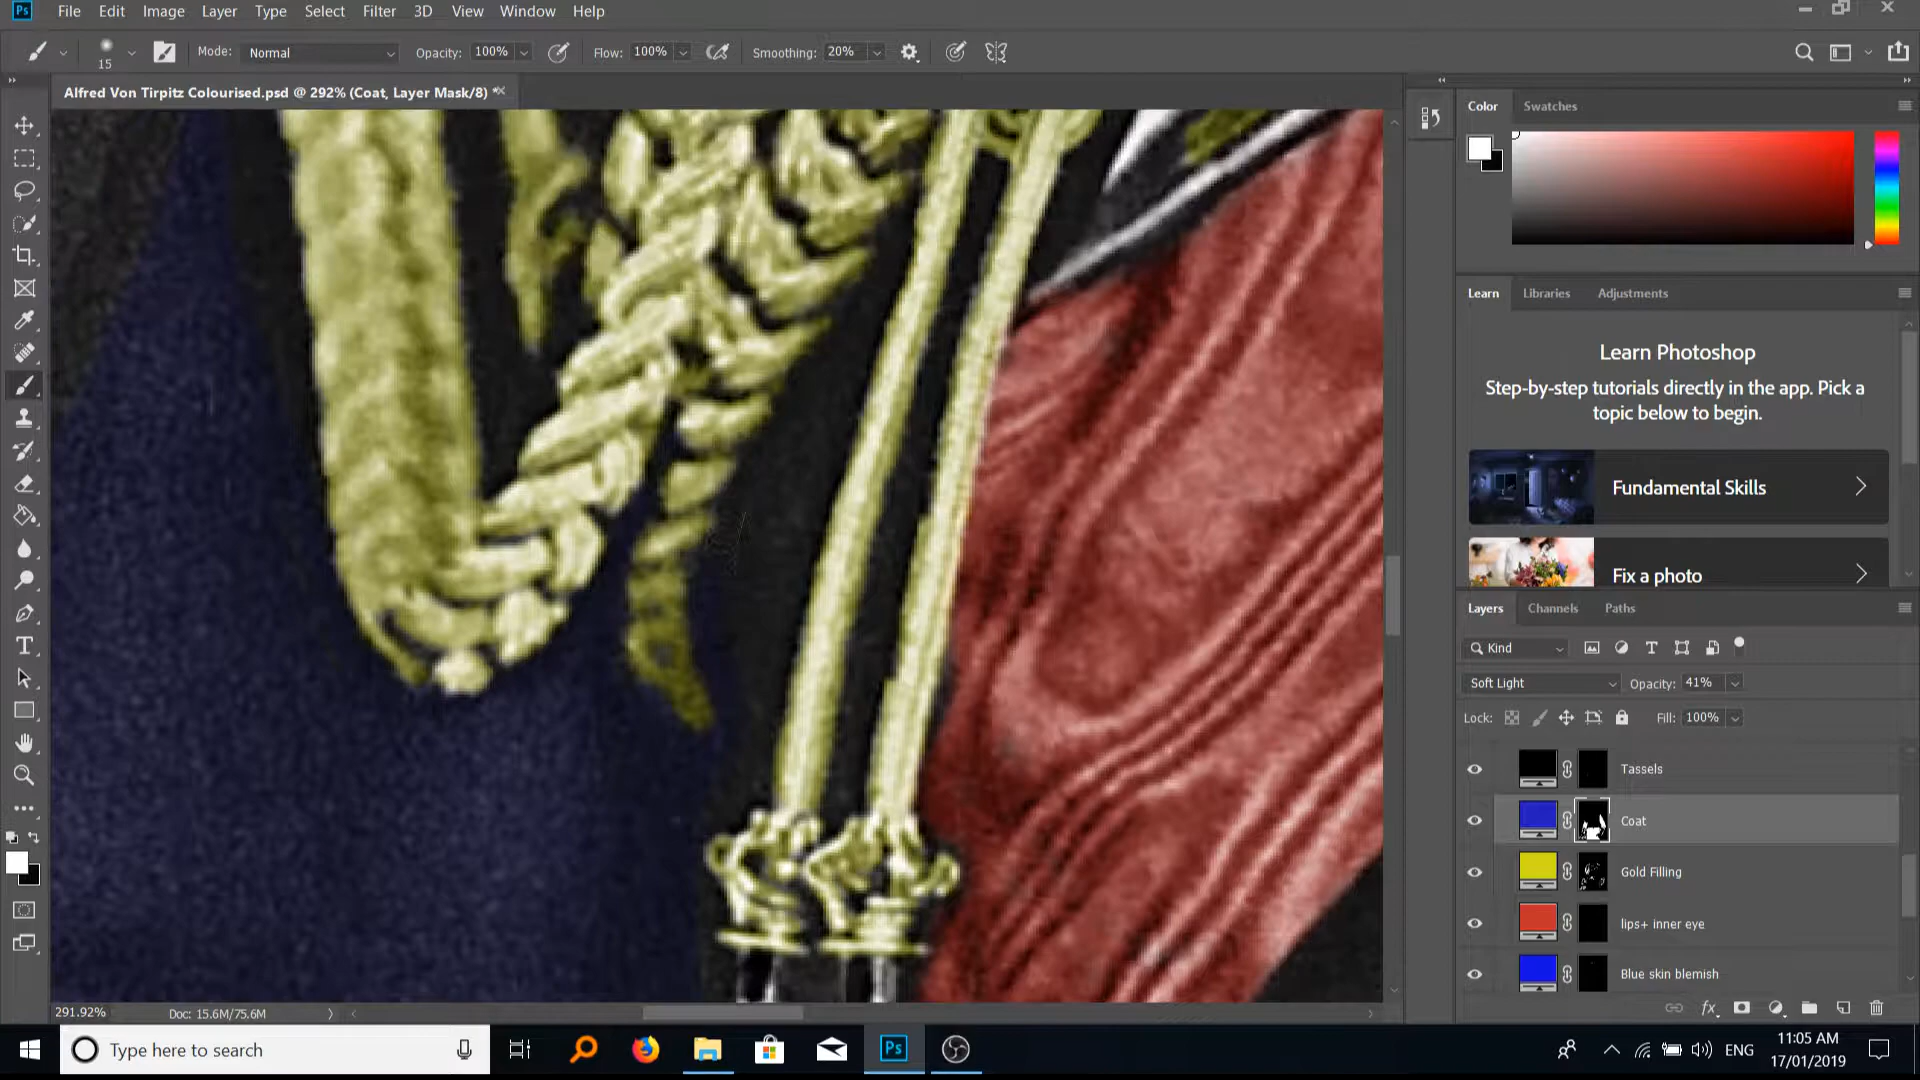 Ps File Edit Image Layer Type Select Filter 3D View Window Help
15 Mode: Normal Opacity: 100% Flow: 100% Smoothing: 20%
Alfred Von Tirpitz Colourised.psd @ 292% (Coat, Layer Mask/8) *
Color Swatches
Learn Libraries Adjustments
Learn Photoshop
Step-by-step tutorials directly in the app. Pick a
topic below to begin.
Fundamental Skills
Fix a photo
Layers Channels Paths
Kind
Soft Light Opacity: 41%
Lock: Fill: 100%
Tassels
Coat
Gold Filling
lips+ inner eye
Blue skin blemish
fx
291.92% Doc: 15.6M/75.6M
Type here to search
Ps
ENG
11:05 AM
17/01/2019